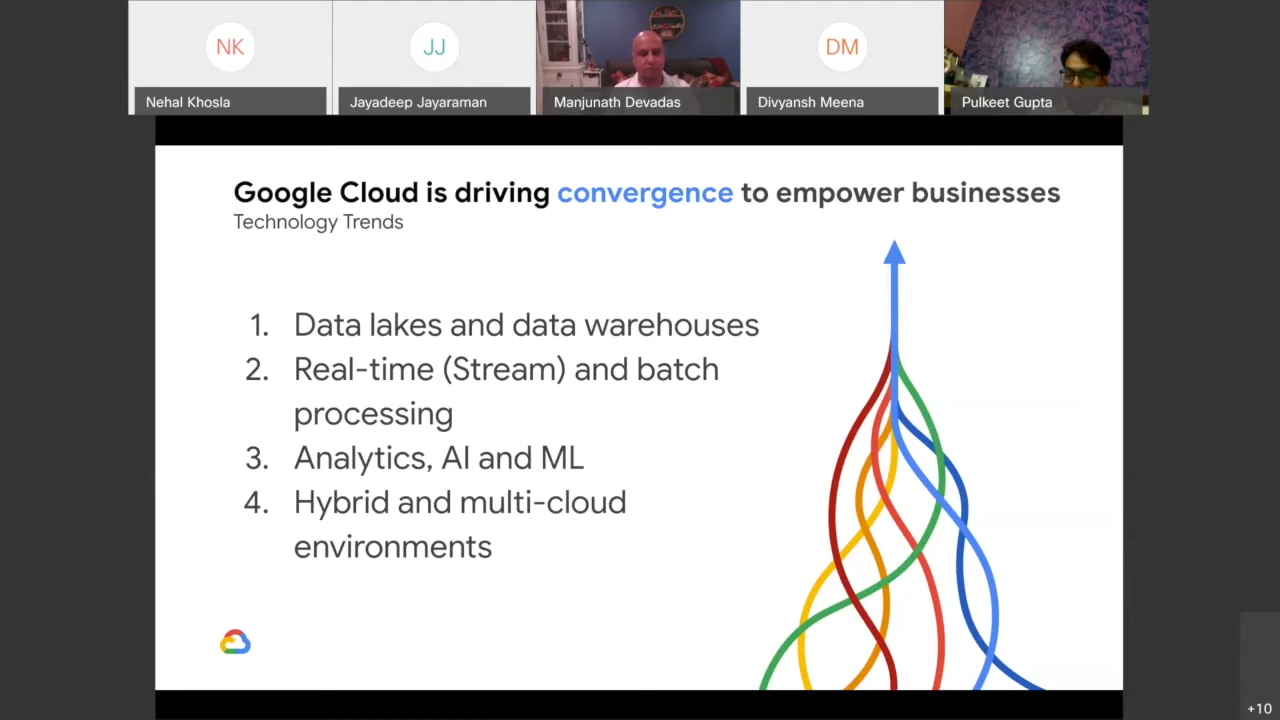 NK
JJ
DM
Nehal Khosla
Jayadeep Jayaraman
Manjunath Devadas
Divyansh Meena
Pulkeet Gupta
Google Cloud is driving convergence to empower businesses
Technology Trends
1. Data lakes and data warehouses
2. Real-time (Stream) and batch
processing
3. Analytics, AI and ML
4. Hybrid and multi-cloud
environments
+10